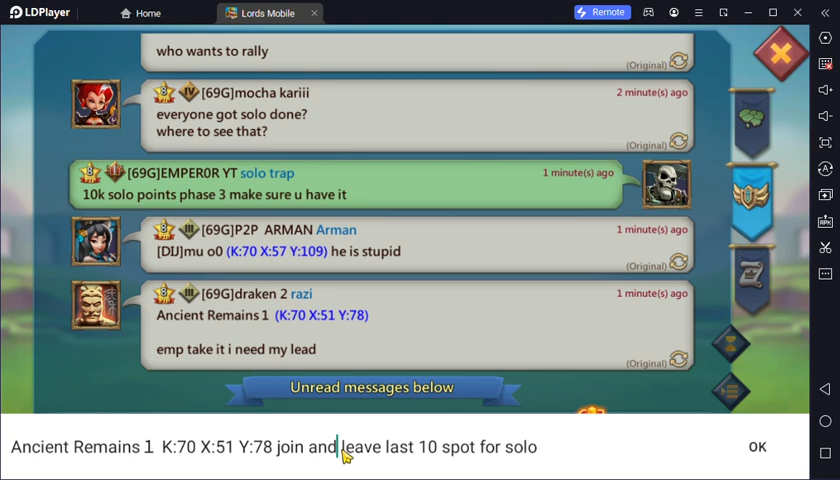 LDPlayer
Home
Lords Mobile
Remote
who wants to rally
(Original)
IV
[69G]mocha kariii
2 minute(s) ago
everyone got solo done?
where to see that?
(Original)
[69G]EMPER0R YT solo trap
1 minute(s) ago
10k solo points phase 3 make sure u have it
III
[69G]P2P ARMAN Arman
1 minute(s) ago
[DIJ]mu o0 (K:70 X:57 Y:109) he is stupid
(Original)
III
[69G]draken 2 razi
1 minute(s) ago
Ancient Remains 1 (K:70 X:51 Y:78)
emp take it i need my lead
(Original)
Unread messages below
Ancient Remains 1 K:70 X:51 Y:78 join and leave last 10 spot for solo
OK